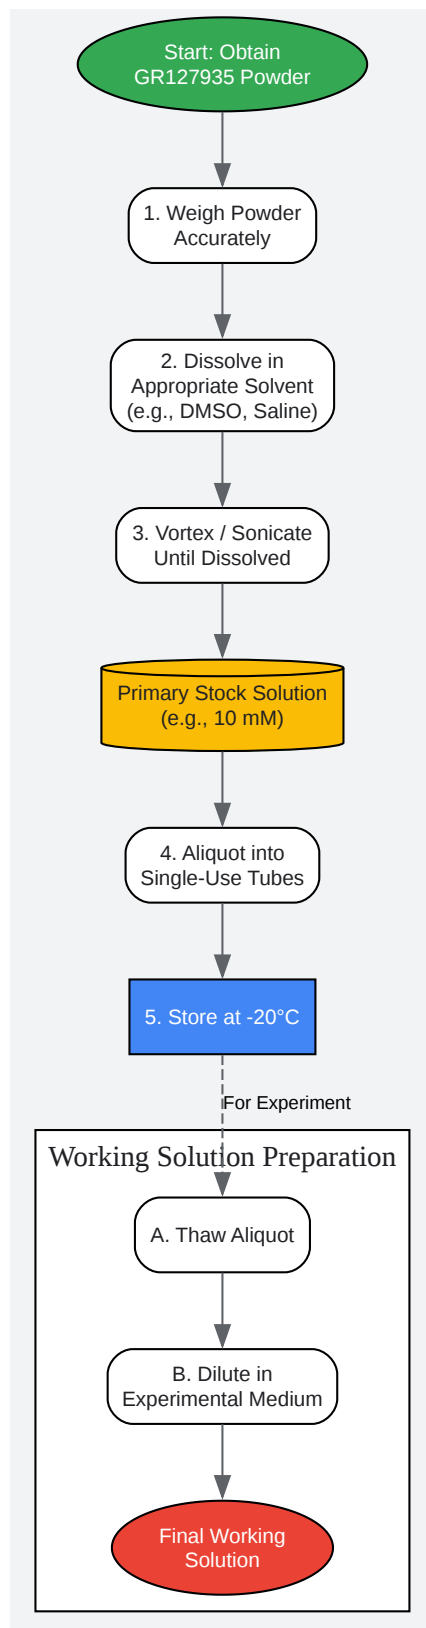 Start: Obtain
GR127935 Powder
1. Weigh Powder
Accurately
2. Dissolve in
Appropriate Solvent
(e.g., DMSO, Saline)
3. Vortex / Sonicate
Until Dissolved
Primary Stock Solution
(e.g., 10 mM)
4. Aliquot into
Single-Use Tubes
5. Store at -20°C
For Experiment
Working Solution Preparation
A. Thaw Aliquot
B. Dilute in
Experimental Medium
Final Working
Solution